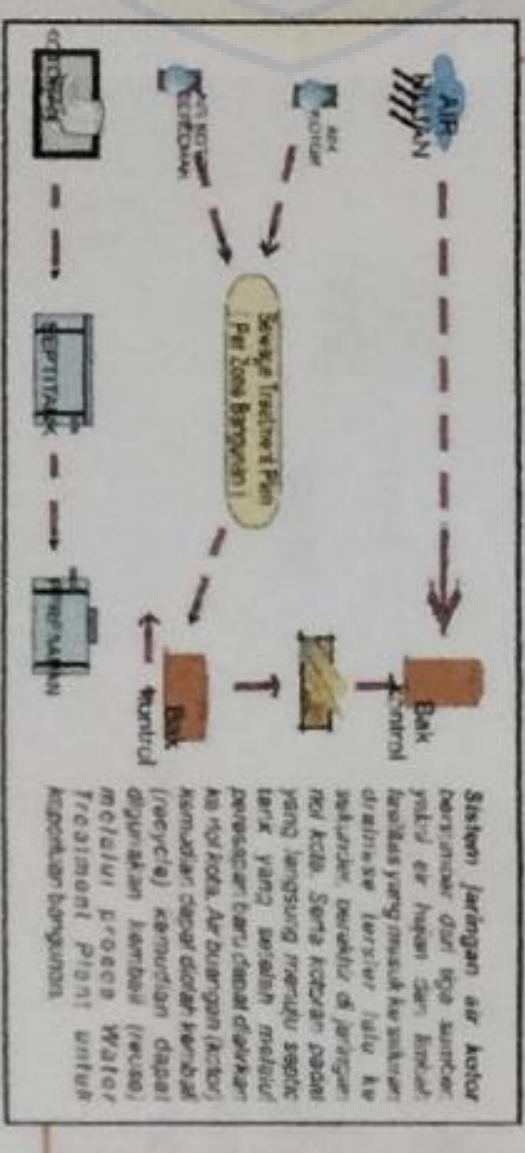 AIR
HUJAN
AIR
KOTOR
KOTORAN
SEPTITANK
PERESAPAN
Sewage Treatment Plan
( Per Zona Bangunan )
Bak
kontrol
Bak
kontrol
Sistem jaringan air kotor
bersumber dari tiga sumber,
yakni air hujan dan limbah
fasilitas yang masuk ke saluran
drainase tersier lalu ke
sekunder, berakhir di jaringan
riol kota. Serta kotoran padat
yang langsung menuju septic
tank yang setelah melalui
peresapan baru dapat dialirkan
ke riol kota. Air buangan (kotor)
kemudian dapat diolah kembali
(recycle) kemudian dapat
digunakan kembali (reuse)
melalui proses Water
Treatment Plant untuk
keperluan bangunan.